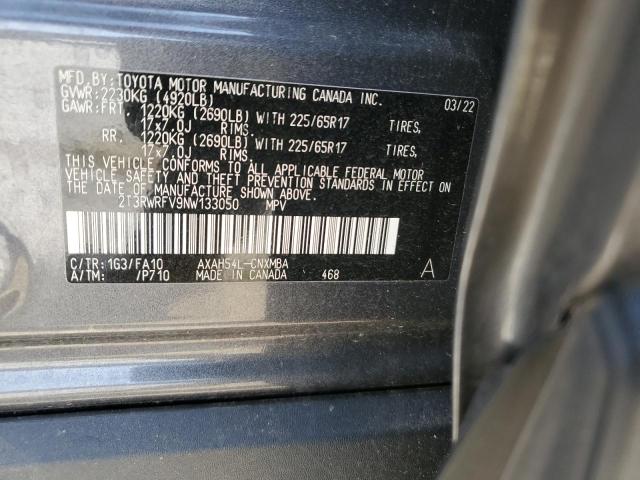 MFD. BY: TOYOTA MOTOR MANUFACTURING CANADA INC.
GVWR: 2230KG (4920LB) 03/22
GAWR: FRT. 1220KG (2690LB) WITH 225/65R17 TIRES,
17x7.0J RIMS.
RR. 1220KG (2690LB) WITH 225/65R17 TIRES,
17x7.0J RIMS.
THIS VEHICLE CONFORMS TO ALL APPLICABLE FEDERAL MOTOR
VEHICLE SAFETY AND THEFT PREVENTION STANDARDS IN EFFECT ON
THE DATE OF MANUFACTURE SHOWN ABOVE.
2T3RWRFV9NW133050 MPV
C/TR: 1G3/FA10 AXAH54L-CNXMBA
A/TM: /P710 MADE IN CANADA 468 A